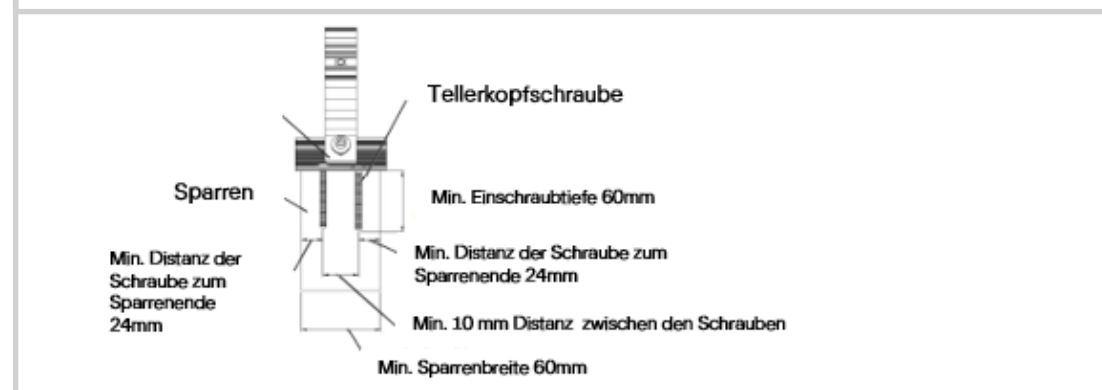 Tellerkopfschraube
Sparren
Min. Einschraubtiefe 60mm
Min. Distanz der
Schraube zum
Sparrenende
24mm
Min. Distanz der Schraube zum
Sparrenende 24mm
Min. 10 mm Distanz zwischen den Schrauben
Min. Sparrenbreite 60mm